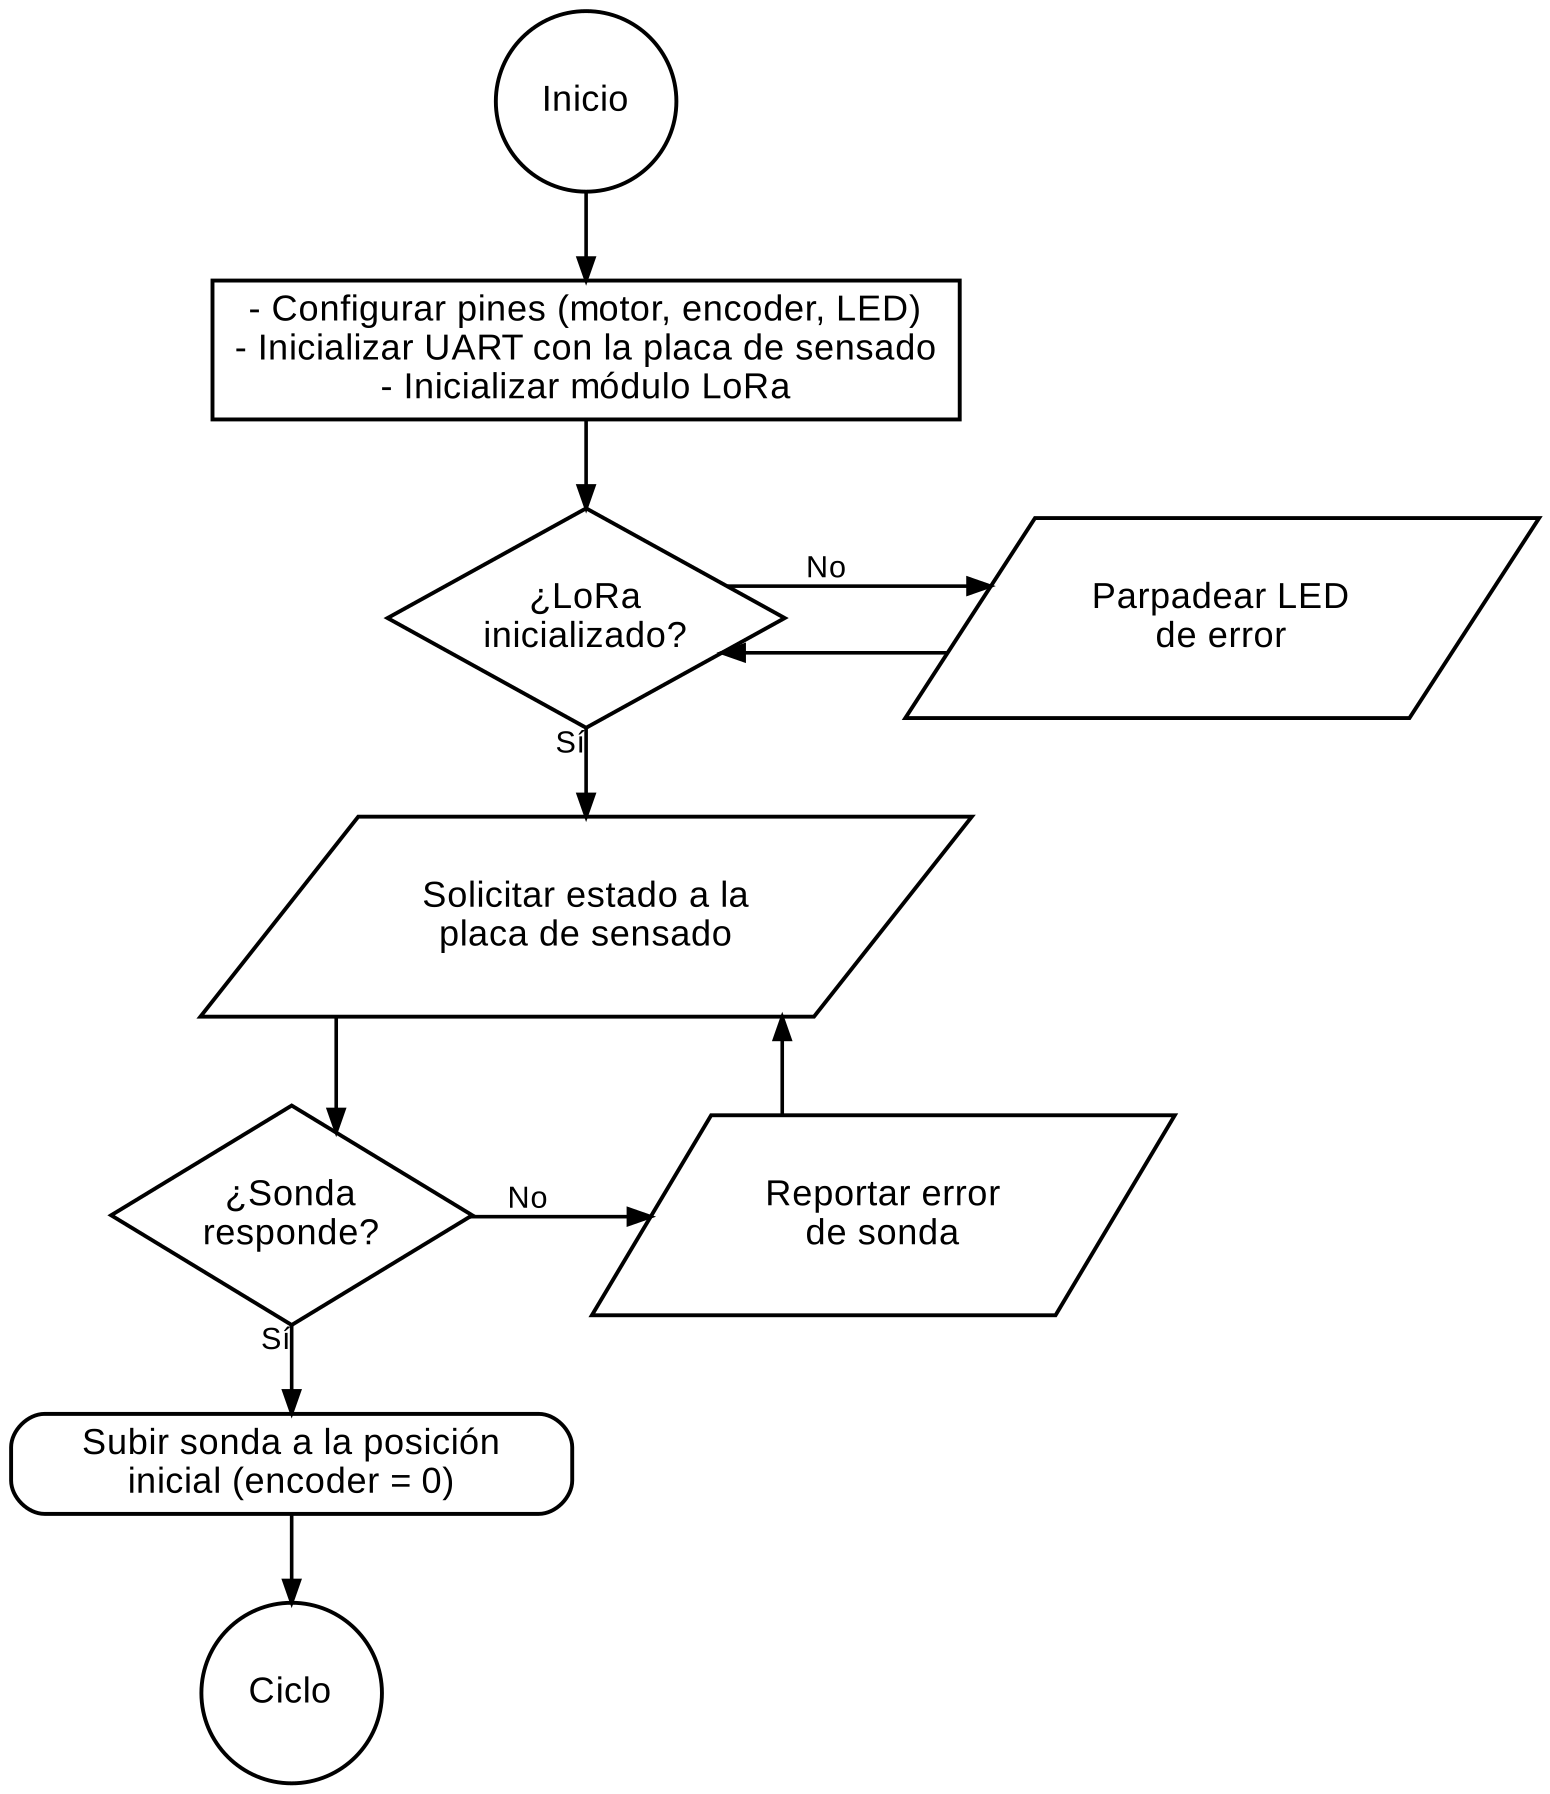 Inicio
- Configurar pines (motor, encoder, LED)
- Inicializar UART con la placa de sensado
- Inicializar módulo LoRa
¿LoRa
inicializado?
No
Parpadear LED
de error
Sí
Solicitar estado a la
placa de sensado
¿Sonda
responde?
No
Reportar error
de sonda
Sí
Subir sonda a la posición
inicial (encoder = 0)
Ciclo